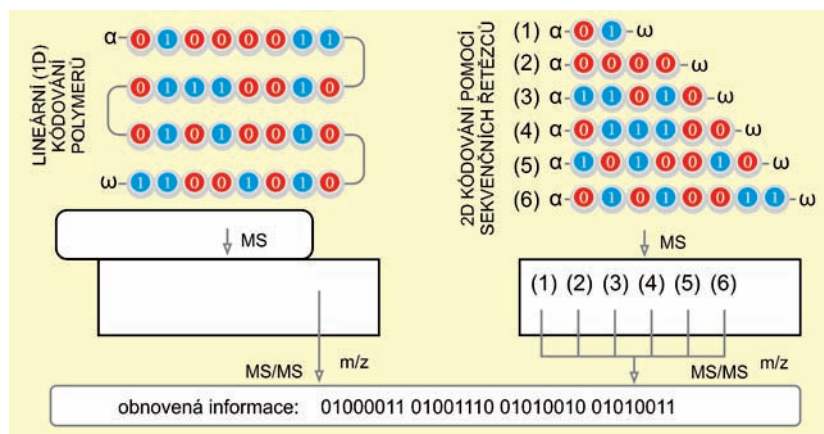 LINEÁRNÍ (1D)
KÓDOVÁNÍ
POLYMERŮ
α- 0 1 0 0 0 0 1 1
0 1 1 1 0 0 1 0
0 1 0 1 0 0 1 0
ω- 1 1 0 0 1 0 1 0
MS
MS/MS
m/z
2D KÓDOVÁNÍ POMOCÍ
SEKVENČNÍCH ŘETĚZCŮ
(1) α- 0 1 -ω
(2) α- 0 0 0 0 -ω
(3) α- 1 1 0 1 0 -ω
(4) α- 0 1 1 1 0 0 -ω
(5) α- 1 0 1 0 0 1 0 -ω
(6) α- 0 1 0 1 0 0 1 1 -ω
MS
(1) (2) (3) (4) (5) (6)
MS/MS
m/z
obnovená informace: 01000011 01001110 01010010 01010011